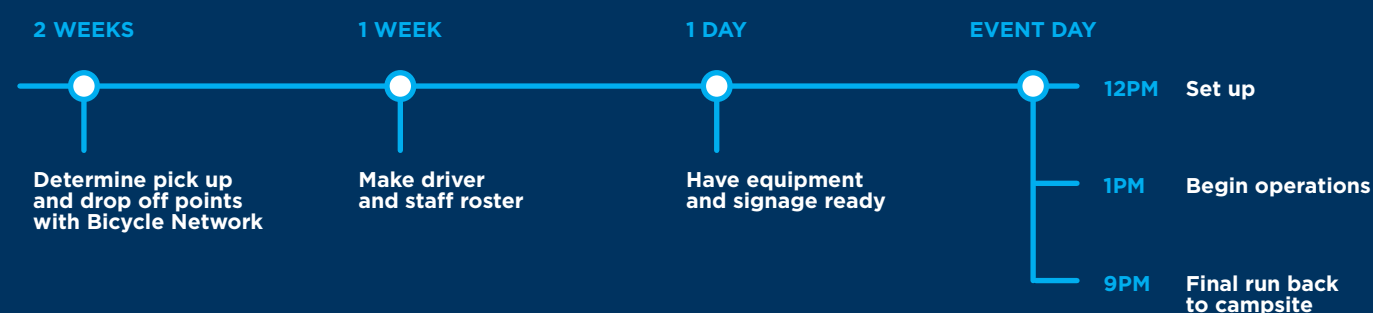 2 WEEKS
1 WEEK
1 DAY
EVENT DAY
Determine pick up
and drop off points
with Bicycle Network
Make driver
and staff roster
Have equipment
and signage ready
12PM Set up
1PM Begin operations
9PM Final run back
to campsite